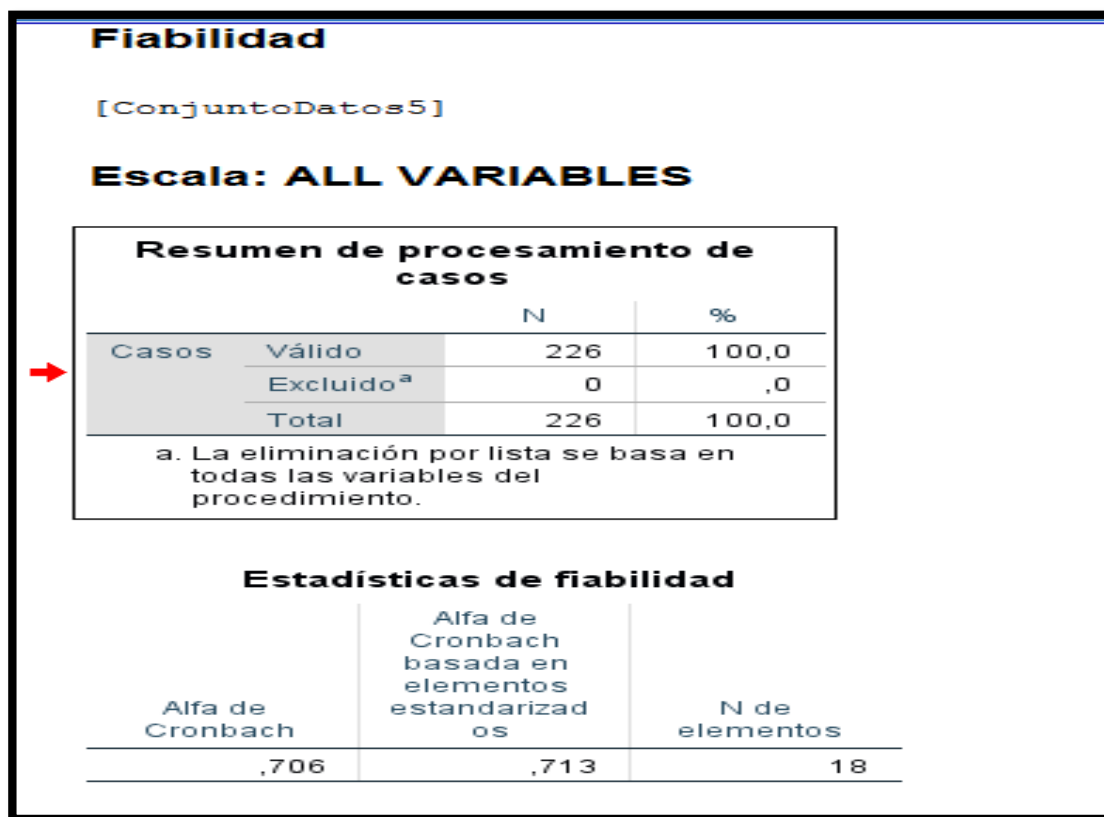 Fiabilidad
[ConjuntoDatos5]
Escala: ALL VARIABLES
Resumen de procesamiento de
casos
N %
Casos Válido 226 100,0
Excluidoª 0 ,0
Total 226 100,0
a. La eliminación por lista se basa en
todas las variables del
procedimiento.
Estadísticas de fiabilidad
Alfa de
Cronbach
Alfa de
Cronbach
basada en
elementos
estandarizad
os
N de
elementos
,706 ,713 18